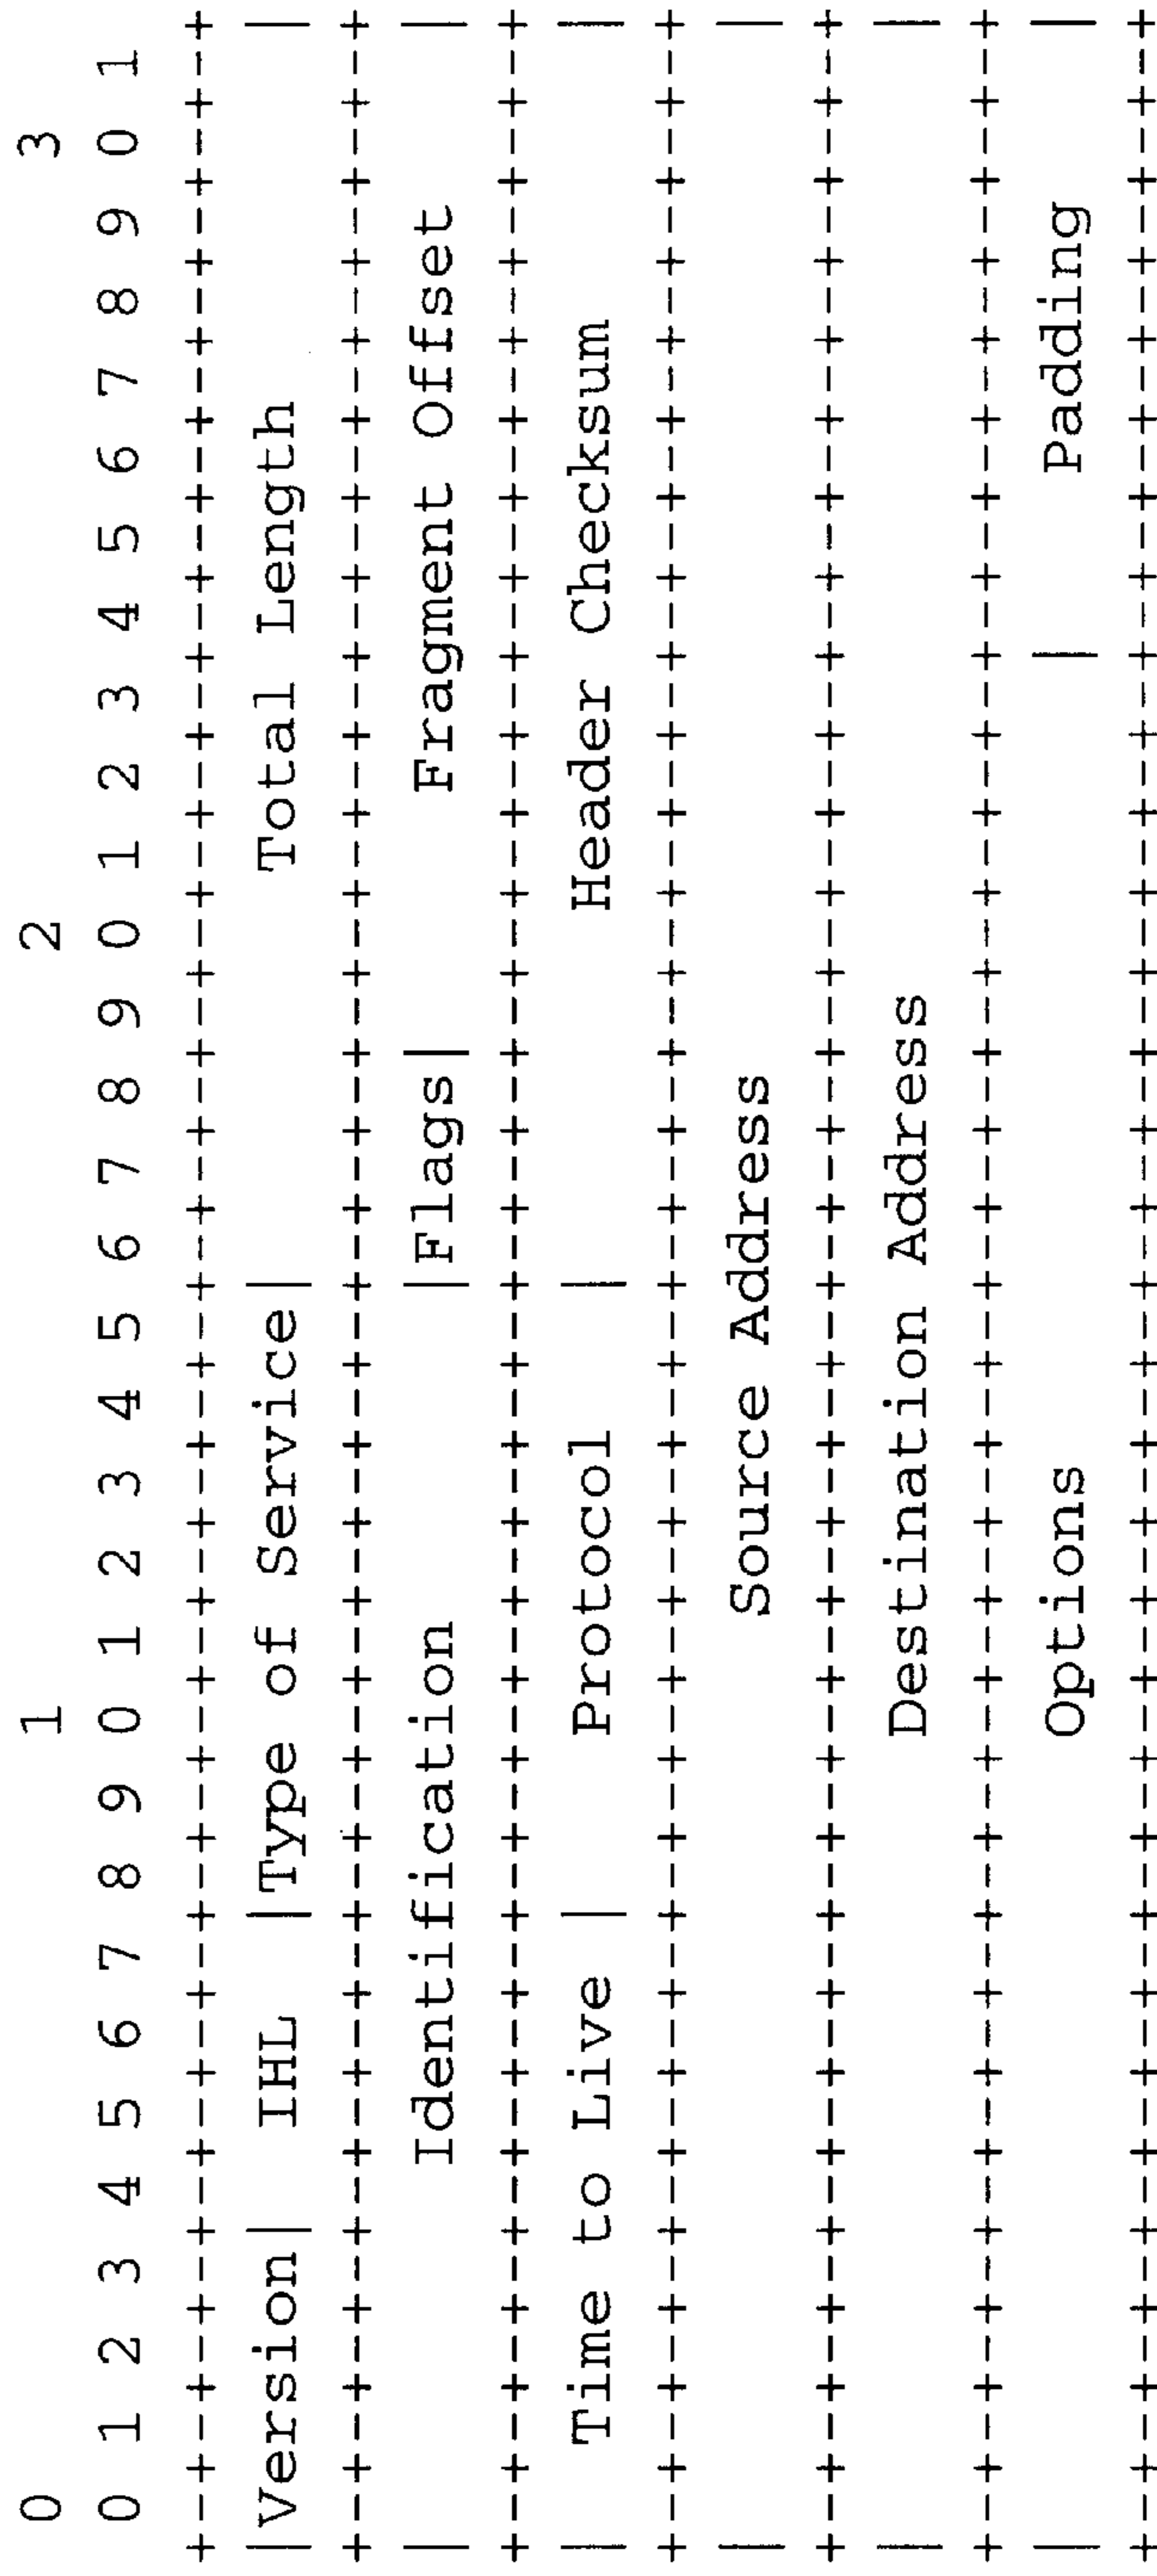 0                   1                   2                   3
 0 1 2 3 4 5 6 7 8 9 0 1 2 3 4 5 6 7 8 9 0 1 2 3 4 5 6 7 8 9 0 1
+-+-+-+-+-+-+-+-+-+-+-+-+-+-+-+-+-+-+-+-+-+-+-+-+-+-+-+-+-+-+-+-+
|Version|  IHL  |Type of Service|          Total Length         |
+-+-+-+-+-+-+-+-+-+-+-+-+-+-+-+-+-+-+-+-+-+-+-+-+-+-+-+-+-+-+-+-+
|         Identification        |Flags|      Fragment Offset    |
+-+-+-+-+-+-+-+-+-+-+-+-+-+-+-+-+-+-+-+-+-+-+-+-+-+-+-+-+-+-+-+-+
|  Time to Live |    Protocol   |         Header Checksum       |
+-+-+-+-+-+-+-+-+-+-+-+-+-+-+-+-+-+-+-+-+-+-+-+-+-+-+-+-+-+-+-+-+
|                       Source Address                          |
+-+-+-+-+-+-+-+-+-+-+-+-+-+-+-+-+-+-+-+-+-+-+-+-+-+-+-+-+-+-+-+-+
|                    Destination Address                        |
+-+-+-+-+-+-+-+-+-+-+-+-+-+-+-+-+-+-+-+-+-+-+-+-+-+-+-+-+-+-+-+-+
|                    Options                    |    Padding    |
+-+-+-+-+-+-+-+-+-+-+-+-+-+-+-+-+-+-+-+-+-+-+-+-+-+-+-+-+-+-+-+-+